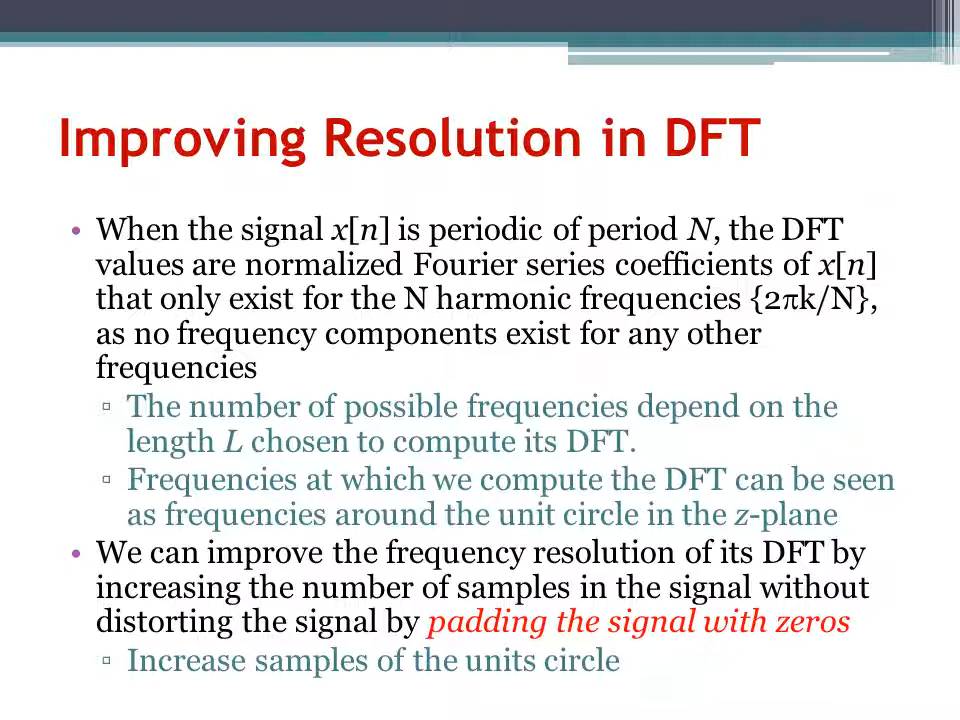 Improving Resolution in DFT
• When the signal x[n] is periodic of period N, the DFT
values are normalized Fourier series coefficients of x[n]
that only exist for the N harmonic frequencies {2πk/N},
as no frequency components exist for any other
frequencies
▫ The number of possible frequencies depend on the
length L chosen to compute its DFT.
▫ Frequencies at which we compute the DFT can be seen
as frequencies around the unit circle in the z-plane
• We can improve the frequency resolution of its DFT by
increasing the number of samples in the signal without
distorting the signal by padding the signal with zeros
▫ Increase samples of the units circle